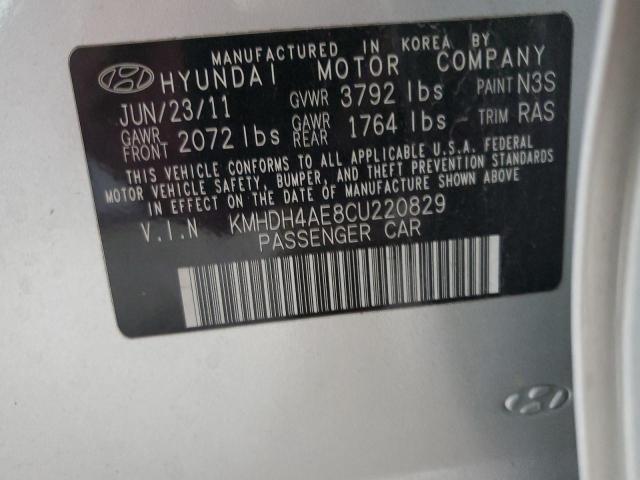 MANUFACTURED IN KOREA BY
HYUNDAI MOTOR COMPANY
JUN/23/11 GVWR 3792 lbs PAINT N3S
GAWR FRONT 2072 lbs GAWR REAR 1764 lbs TRIM RAS
THIS VEHICLE CONFORMS TO ALL APPLICABLE U.S.A. FEDERAL
MOTOR VEHICLE SAFETY, BUMPER, AND THEFT PREVENTION STANDARDS
IN EFFECT ON THE DATE OF MANUFACTURE SHOWN ABOVE
V.I.N KMHDH4AE8CU220829
PASSENGER CAR